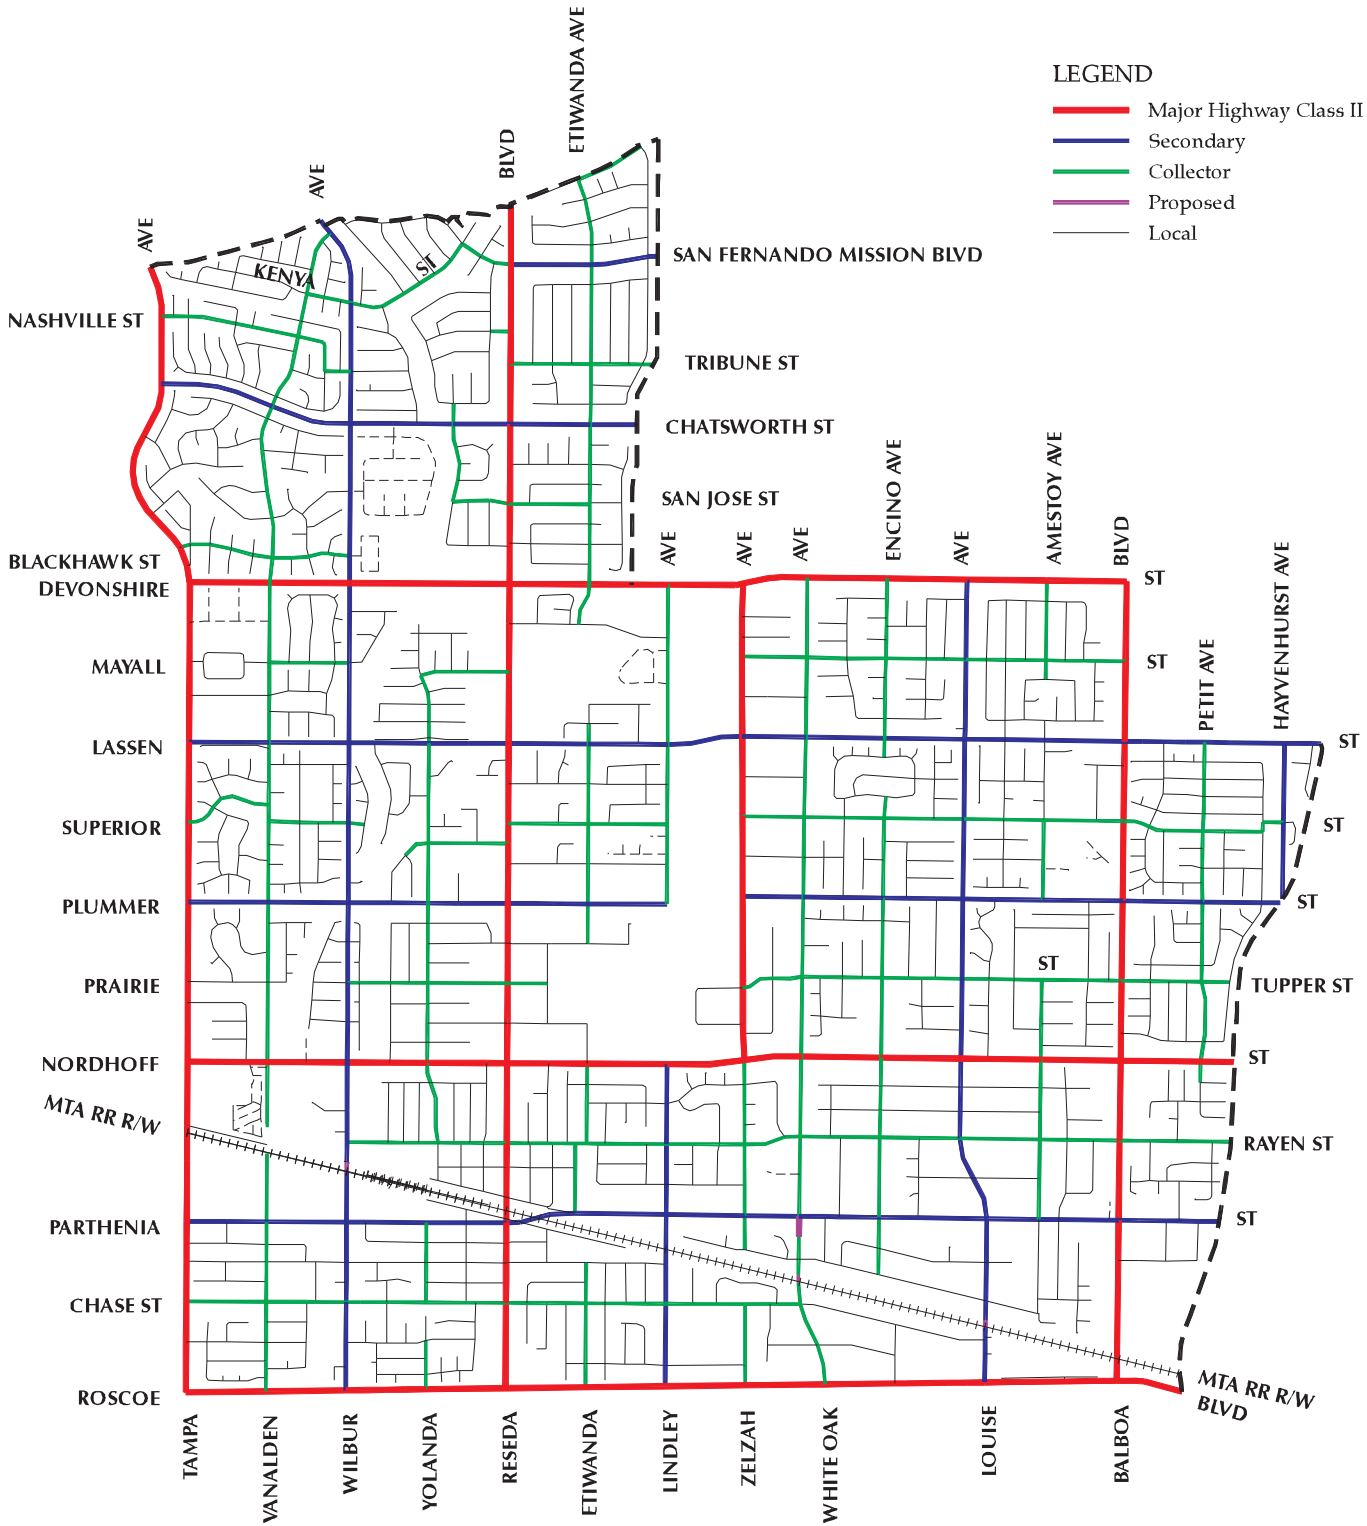 LEGEND
Major Highway Class II
Secondary
Collector
Proposed
Local
AVE
AVE
BLVD
ETIWANDA AVE
KENYA
ST
SAN FERNANDO MISSION BLVD
NASHVILLE ST
TRIBUNE ST
CHATSWORTH ST
SAN JOSE ST
BLACKHAWK ST
DEVONSHIRE
AVE
AVE
AVE
ENCINO AVE
AVE
AMESTOY AVE
BLVD
ST
MAYALL
ST
PETIT AVE
HAYVENHURST AVE
LASSEN
ST
SUPERIOR
ST
PLUMMER
ST
PRAIRIE
ST
TUPPER ST
NORDHOFF
ST
MTA RR R/W
RAYEN ST
PARTHENIA
ST
CHASE ST
ROSCOE
MTA RR R/W
BLVD
TAMPA
VANALDEN
WILBUR
YOLANDA
RESEDA
ETIWANDA
LINDLEY
ZELZAH
WHITE OAK
LOUISE
BALBOA